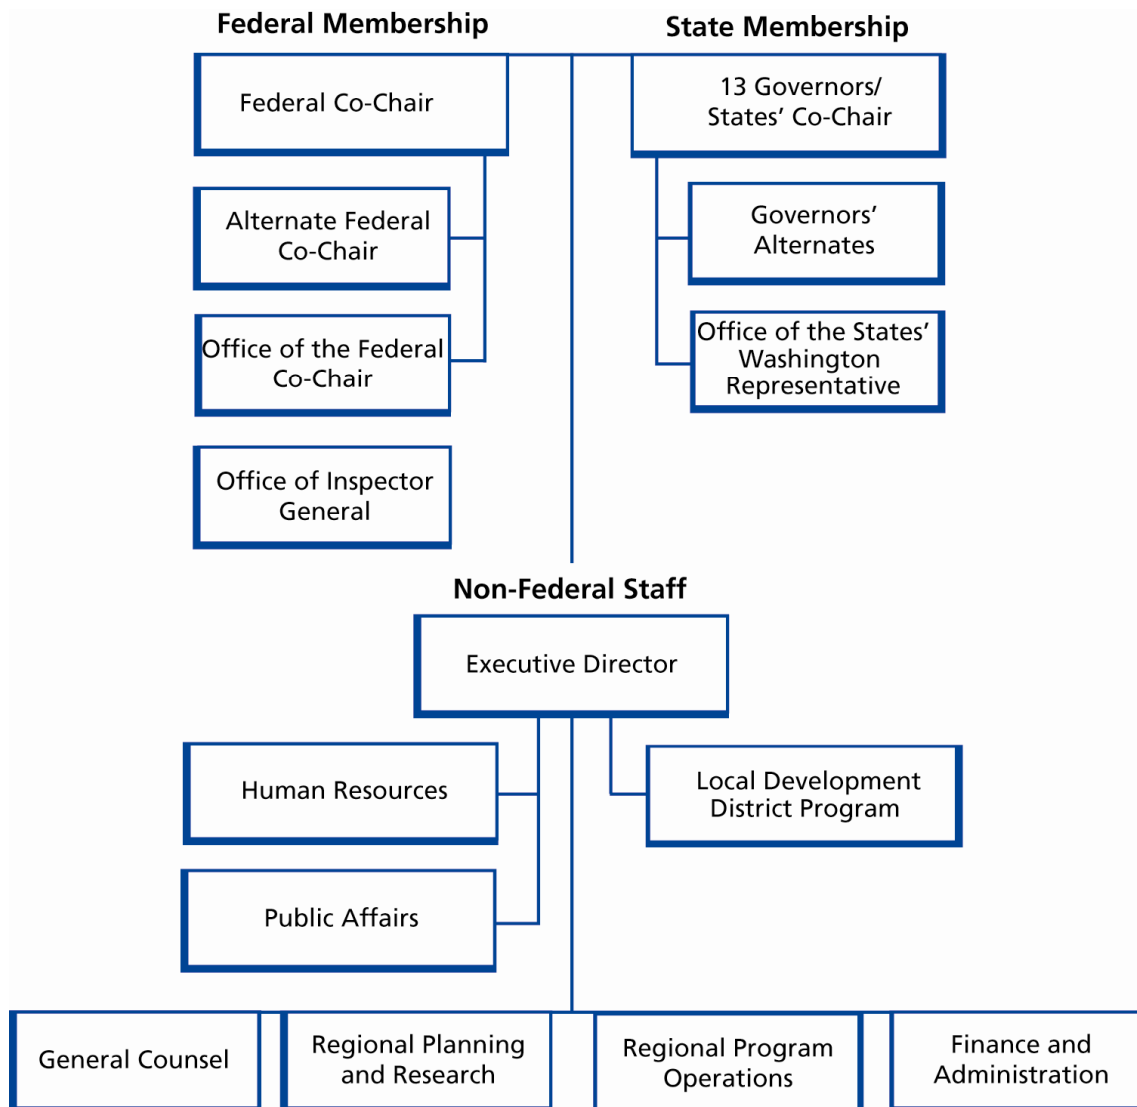 Federal Membership
State Membership
Federal Co-Chair
13 Governors/
States’ Co-Chair
Alternate Federal
Co-Chair
Governors’
Alternates
Office of the Federal
Co-Chair
Office of the States’
Washington
Representative
Office of Inspector
General
Non-Federal Staff
Executive Director
Human Resources
Local Development
District Program
Public Affairs
General Counsel
Regional Planning
and Research
Regional Program
Operations
Finance and
Administration